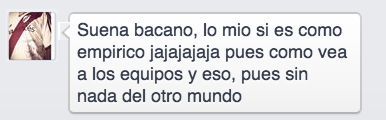 Suena bacano, lo mio si es como
empirico jajajajaja pues como vea
a los equipos y eso, pues sin
nada del otro mundo